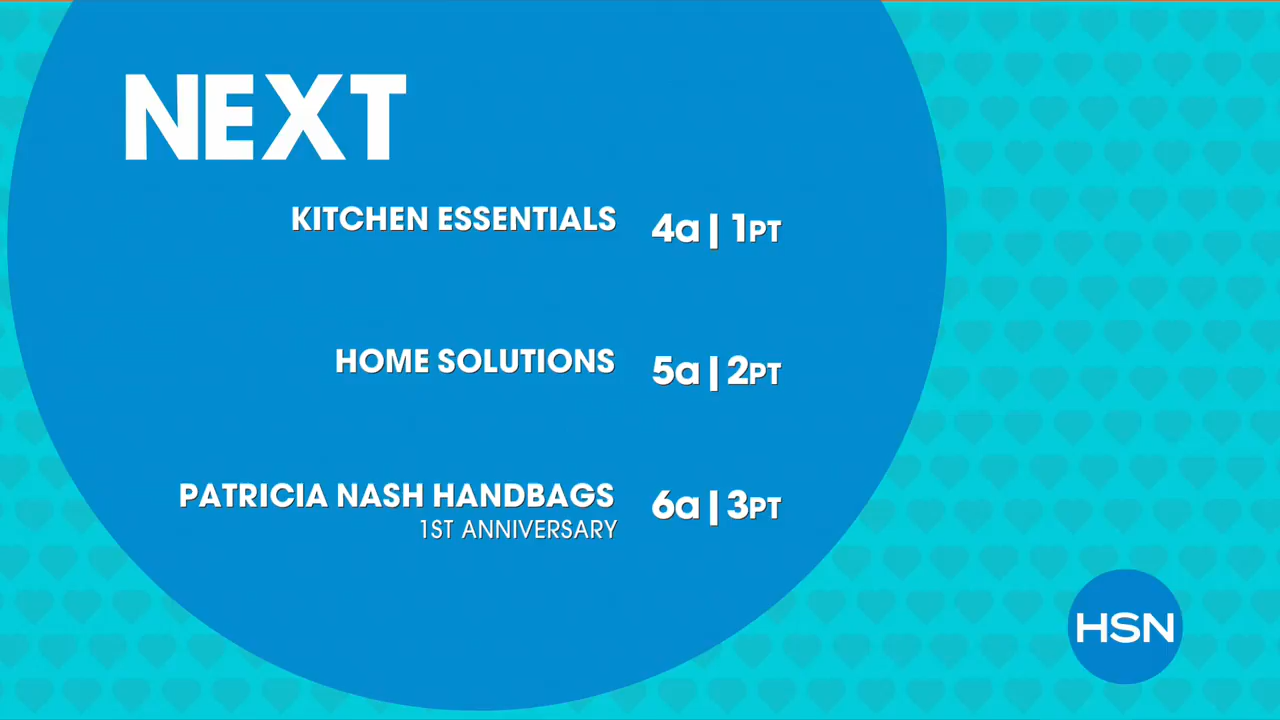 NEXT
KITCHEN ESSENTIALS 4a | 1PT
HOME SOLUTIONS 5a | 2PT
PATRICIA NASH HANDBAGS 6a | 3PT
1ST ANNIVERSARY
HSN